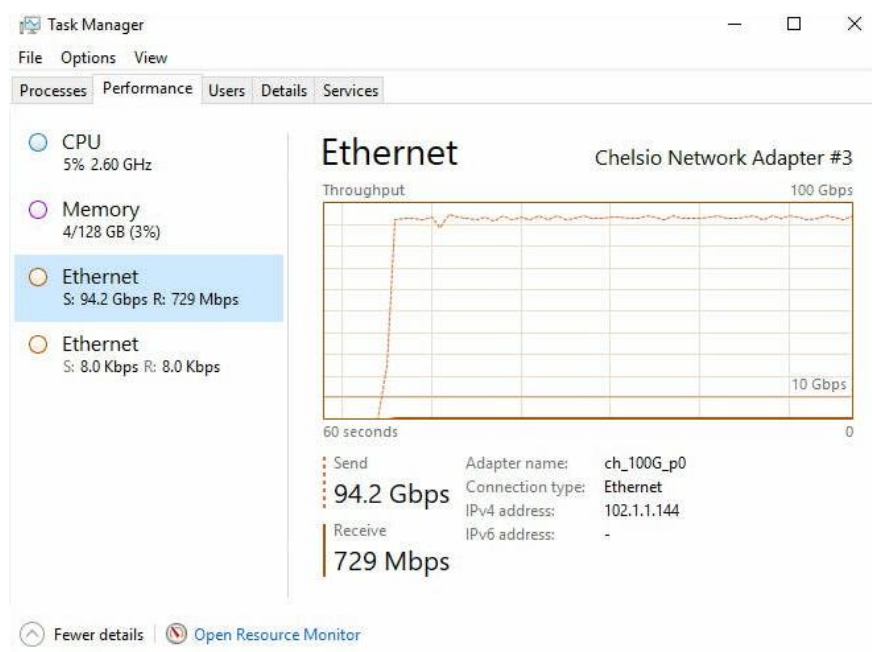 Task Manager
File Options View
Processes Performance Users Details Services
CPU
5% 2.60 GHz
Memory
4/128 GB (3%)
Ethernet
S: 94.2 Gbps R: 729 Mbps
Ethernet
S: 8.0 Kbps R: 8.0 Kbps
Ethernet Chelsio Network Adapter #3
Throughput 100 Gbps
10 Gbps
60 seconds 0
Send
94.2 Gbps
Receive
729 Mbps
Adapter name: ch_100G_p0
Connection type: Ethernet
IPv4 address: 102.1.1.144
IPv6 address: -
Fewer details Open Resource Monitor